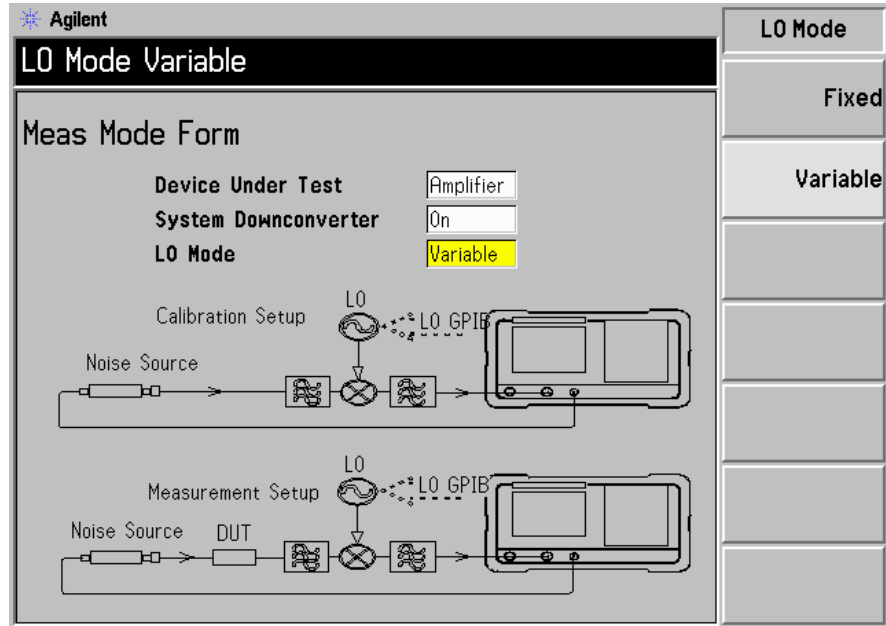 Agilent
LO Mode Variable
Meas Mode Form
Device Under Test Amplifier
System Downconverter On
LO Mode Variable
Calibration Setup
LO
LO GPIB
Noise Source
Measurement Setup
LO
LO GPIB
Noise Source
DUT
LO Mode
Fixed
Variable